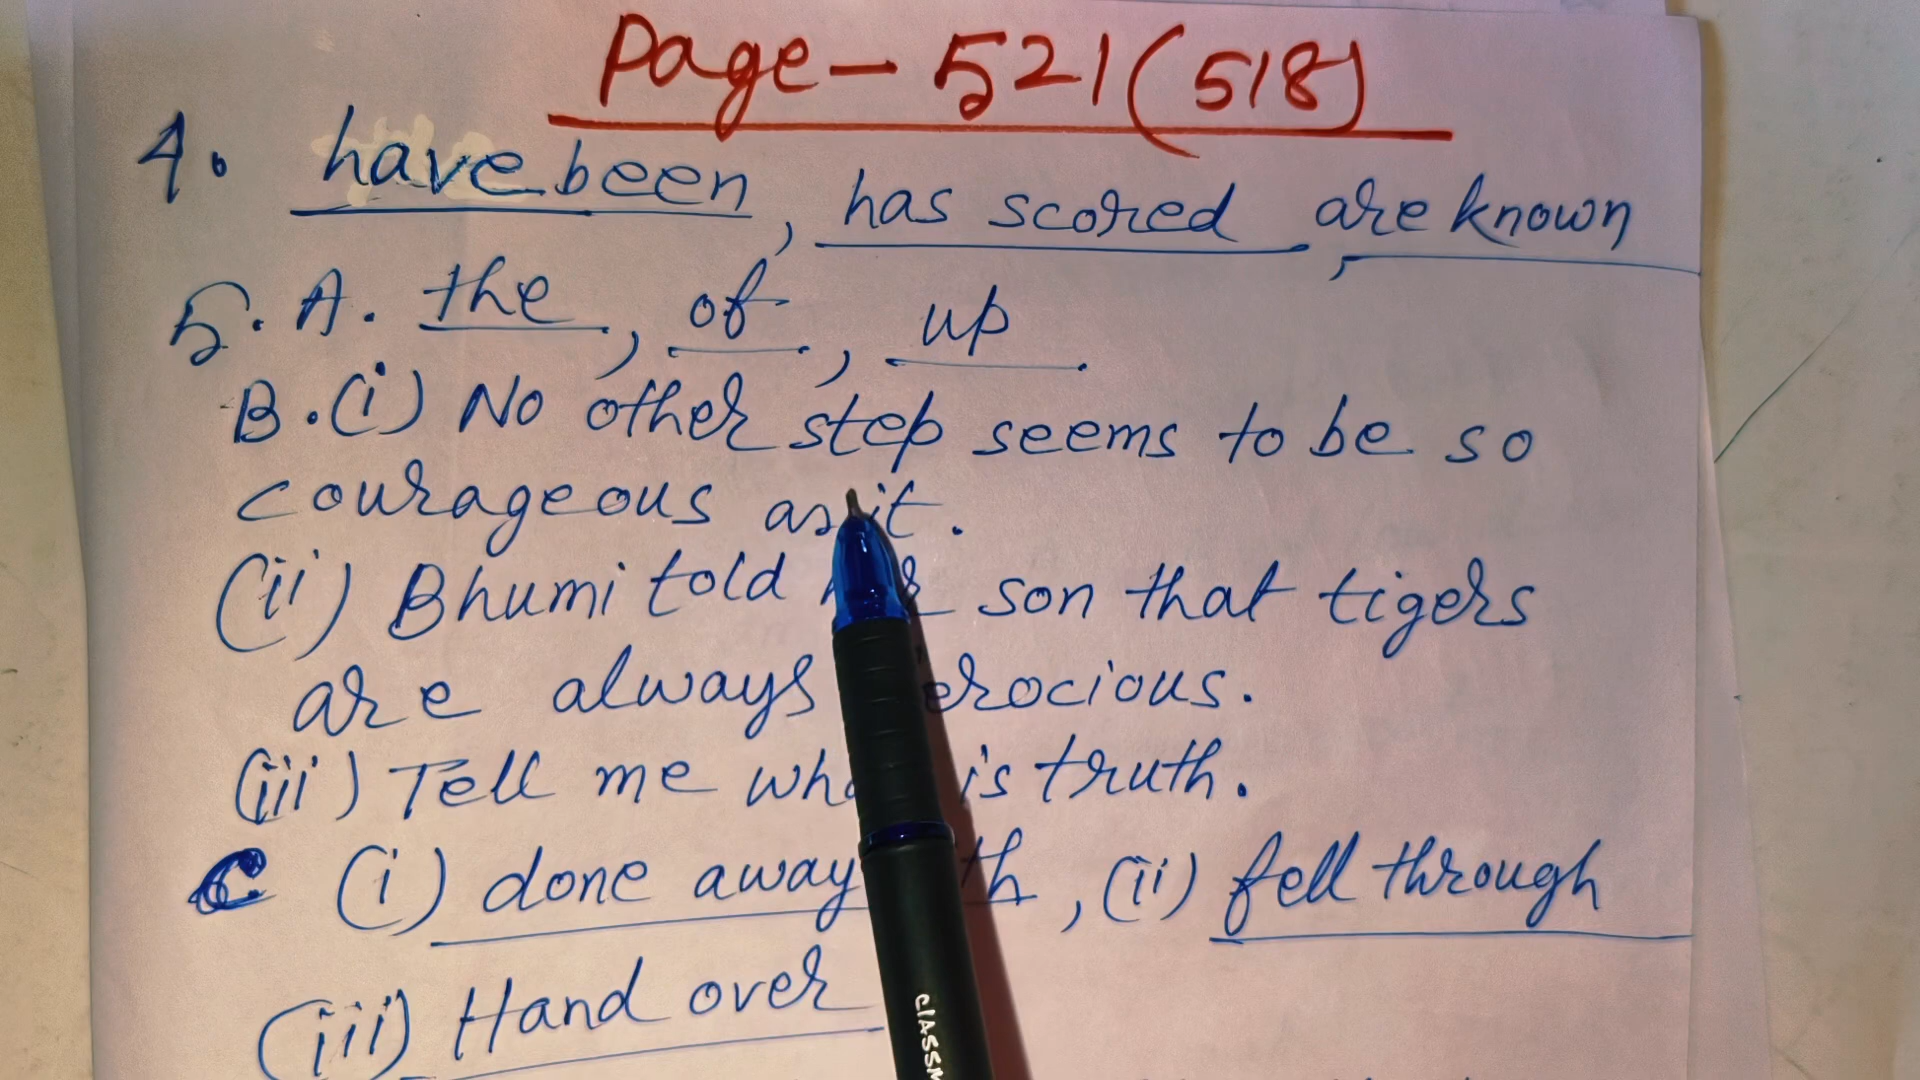 Page - 521 (518)
4. have been, has scored, are known
5. A. the, of, up.
B. (i) No other step seems to be so
courageous as it.
(ii) Bhumi told son that tigers
are always
(iii) Tell me is truth.
C (i) done away, (ii) fell through
(iii) Hand over